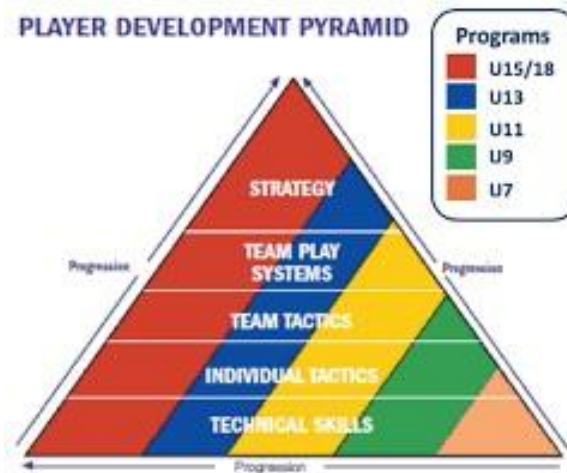 PLAYER DEVELOPMENT PYRAMID
Programs
U15/18
U13
U11
U9
U7
STRATEGY
TEAM PLAY
SYSTEMS
Progression
Progression
TEAM TACTICS
INDIVIDUAL TACTICS
TECHNICAL SKILLS
Progression